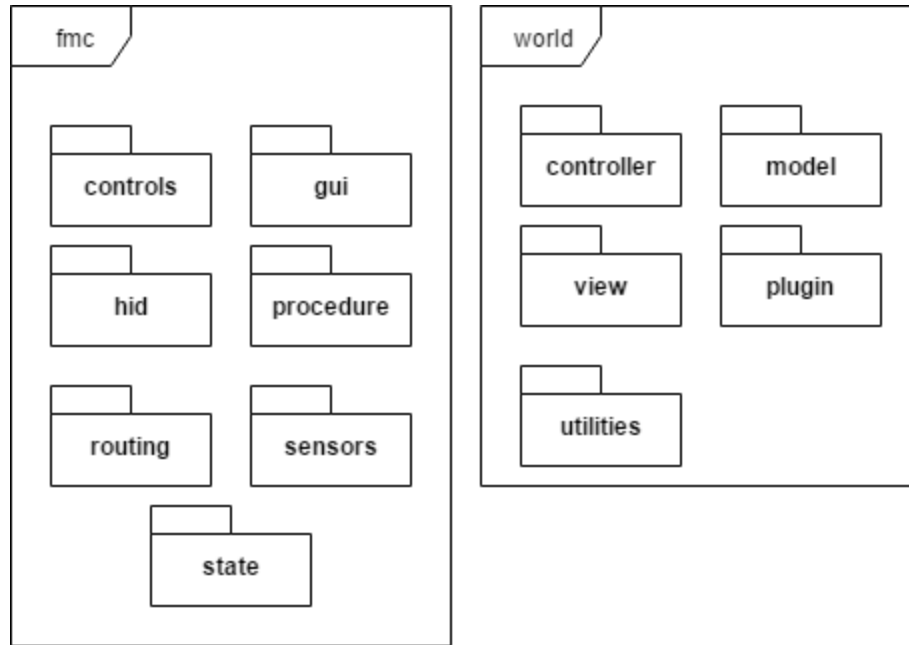 fmc
controls
gui
hid
procedure
routing
sensors
state
world
controller
model
view
plugin
utilities